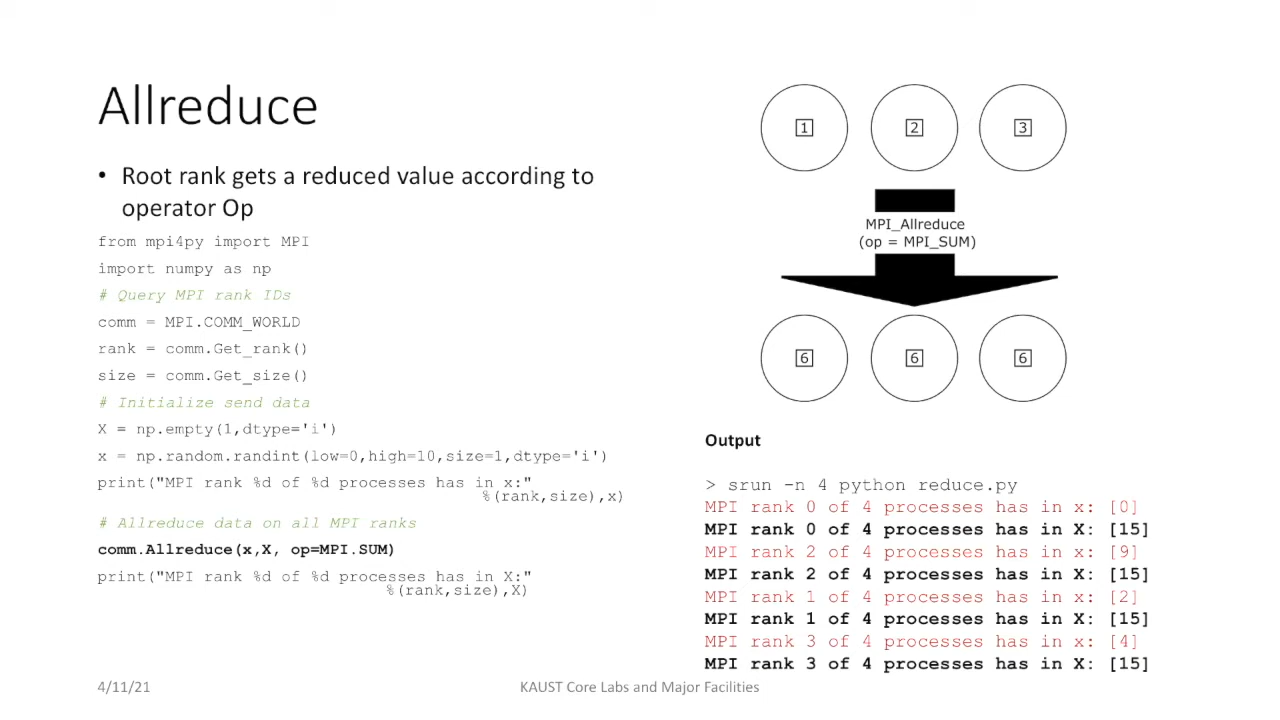 Allreduce
• Root rank gets a reduced value according to
operator Op
from mpi4py import MPI
import numpy as np
# Query MPI rank IDs
comm = MPI.COMM_WORLD
rank = comm.Get_rank()
size = comm.Get_size()
# Initialize send data
X = np.empty(1,dtype='i')
x = np.random.randint(low=0,high=10,size=1,dtype='i')
print("MPI rank %d of %d processes has in x:"
%(rank,size),x)
# Allreduce data on all MPI ranks
comm.Allreduce(x,X, op=MPI.SUM)
print("MPI rank %d of %d processes has in X:"
%(rank,size),X)
1 2 3
MPI_Allreduce
(op = MPI_SUM)
6 6 6
Output
> srun -n 4 python reduce.py
MPI rank 0 of 4 processes has in x: [0]
MPI rank 0 of 4 processes has in X: [15]
MPI rank 2 of 4 processes has in x: [9]
MPI rank 2 of 4 processes has in X: [15]
MPI rank 1 of 4 processes has in x: [2]
MPI rank 1 of 4 processes has in X: [15]
MPI rank 3 of 4 processes has in x: [4]
MPI rank 3 of 4 processes has in X: [15]
4/11/21
KAUST Core Labs and Major Facilities